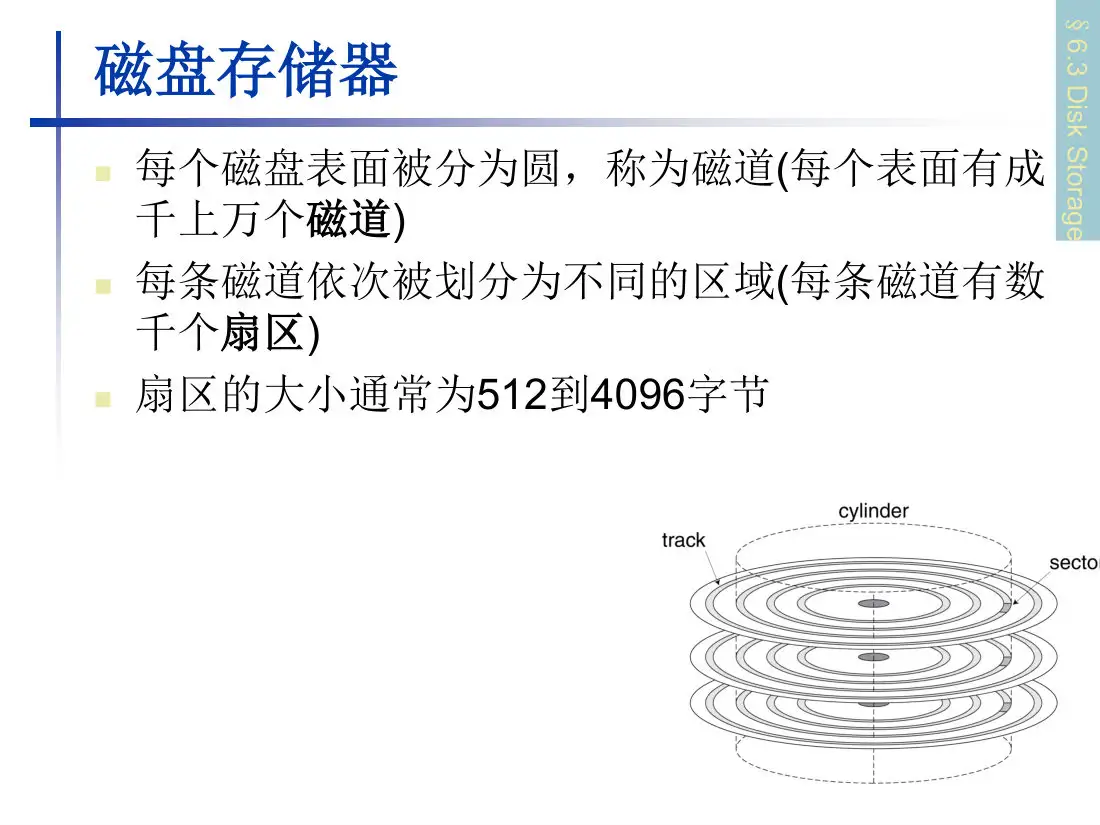 磁盘存储器
§6.3 Disk Storage
每个磁盘表面被分为圆，称为磁道(每个表面有成
千上万个磁道)
每条磁道依次被划分为不同的区域(每条磁道有数
千个扇区)
扇区的大小通常为512到4096字节
cylinder
track
secto